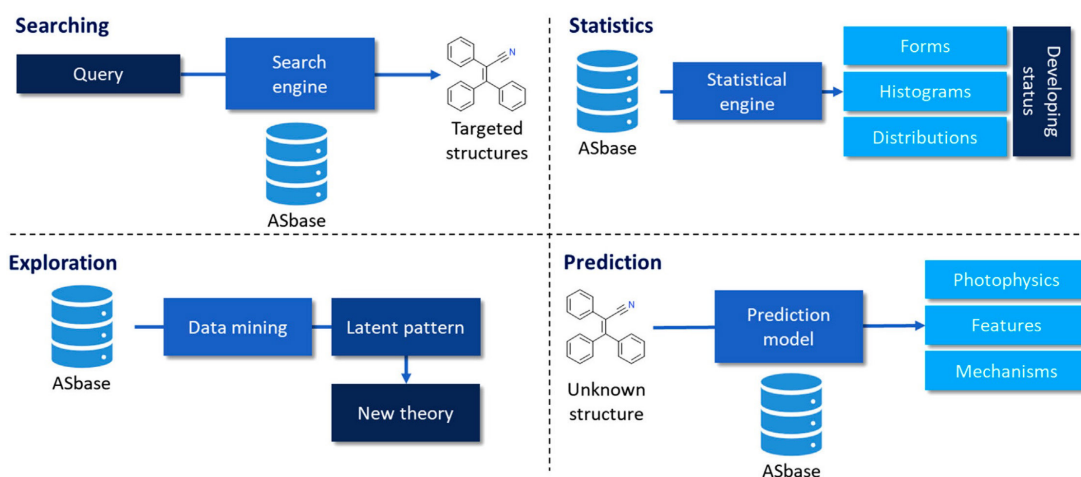 Searching
Query
Search
engine
N
Targeted
structures
ASbase
Statistics
ASbase
Statistical
engine
Forms
Histograms
Distributions
Developing
status
Exploration
ASbase
Data mining
Latent pattern
New theory
Prediction
N
Unknown
structure
Prediction
model
ASbase
Photophysics
Features
Mechanisms